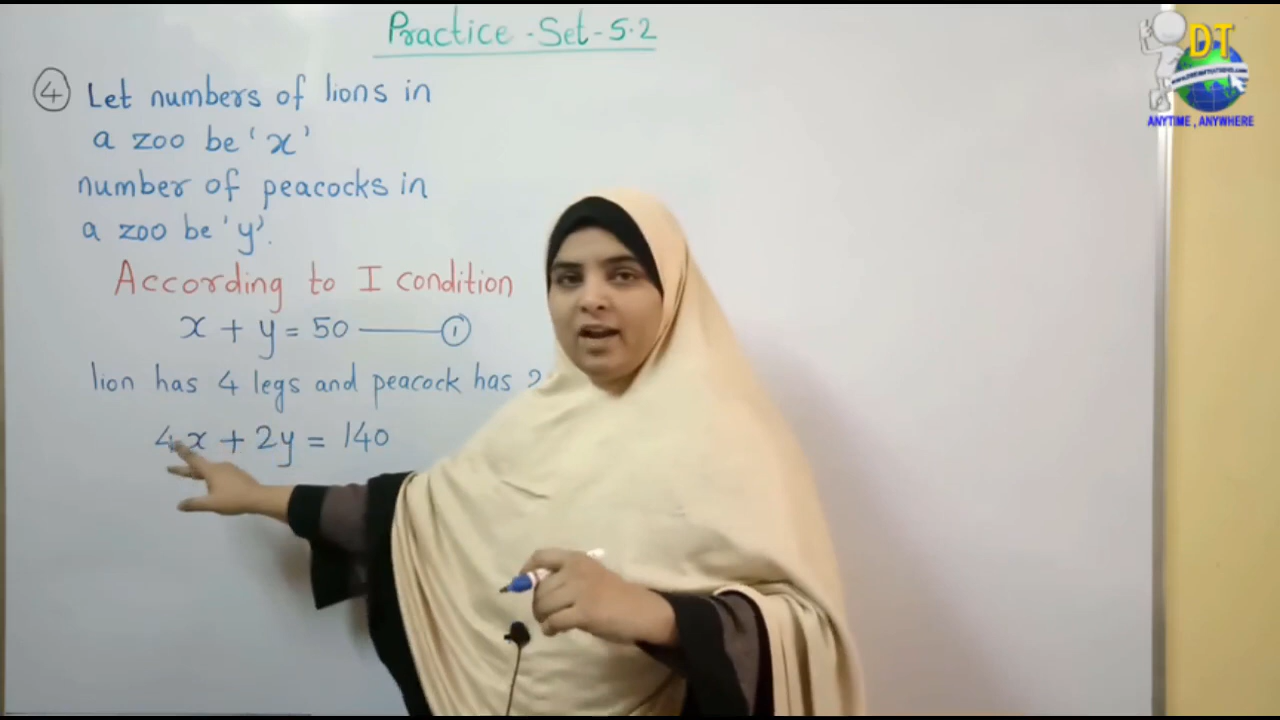 Practice - Set - 5.2
④ Let numbers of lions in
a zoo be 'x'
number of peacocks in
a zoo be 'y'.
According to I condition
x + y = 50 —— ①
lion has 4 legs and peacock has 2
4x + 2y = 140
DT
ANYTIME , ANYWHERE